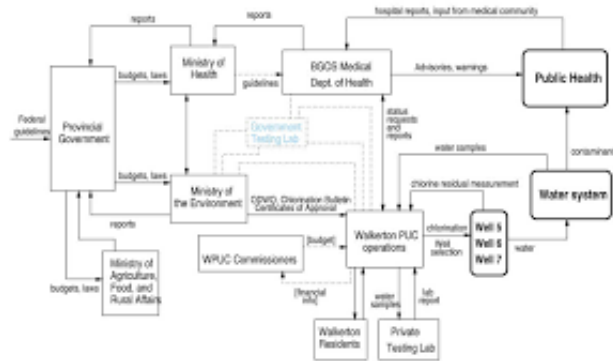 hospital reports, input from medical community
reports
reports
Ministry of
Health
BGOS Medical
Dept. of Health
Public Health
budgets, laws
guidelines
Advisories, warnings
Federal
guidelines
Provincial
Government
Government
Testing Lab
status
requests
and
reports
contaminant
water samples
budgets, laws
Ministry of
the Environment
ODWO, Chlorination Bulletin
Certificates of Approval
chlorine residual measurement
Water system
reports
Walkerton PUC
operations
chlorination
Well
selection
Well 5
Well 6
Well 7
water
[budget]
WPUC Commissioners
Ministry of
Agriculture,
Food, and
Rural Affairs
budgets, laws
[financial
info]
water
samples
lab
report
Walkerton
Residents
Private
Testing Lab